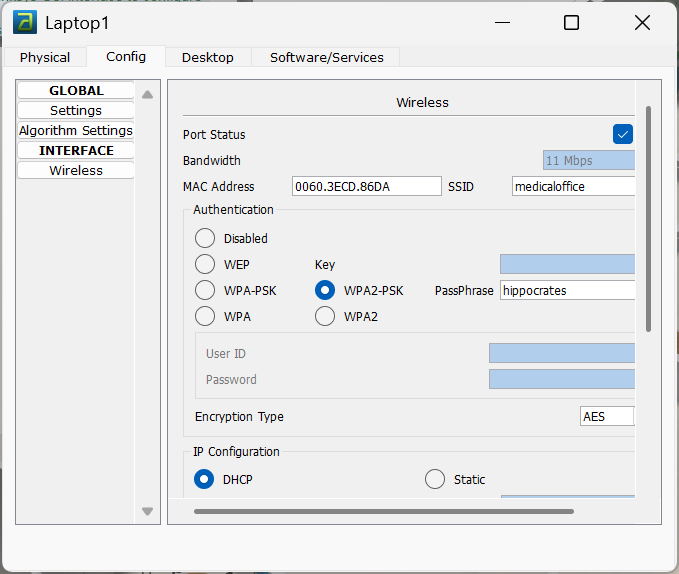 Laptop1
Physical Config Desktop Software/Services
GLOBAL
Settings
Algorithm Settings
INTERFACE
Wireless
Wireless
Port Status
Bandwidth 11 Mbps
MAC Address 0060.3ECD.86DA SSID medicaloffice
Authentication
Disabled
WEP Key
WPA-PSK WPA2-PSK PassPhrase hippocrates
WPA WPA2
User ID
Password
Encryption Type AES
IP Configuration
DHCP Static